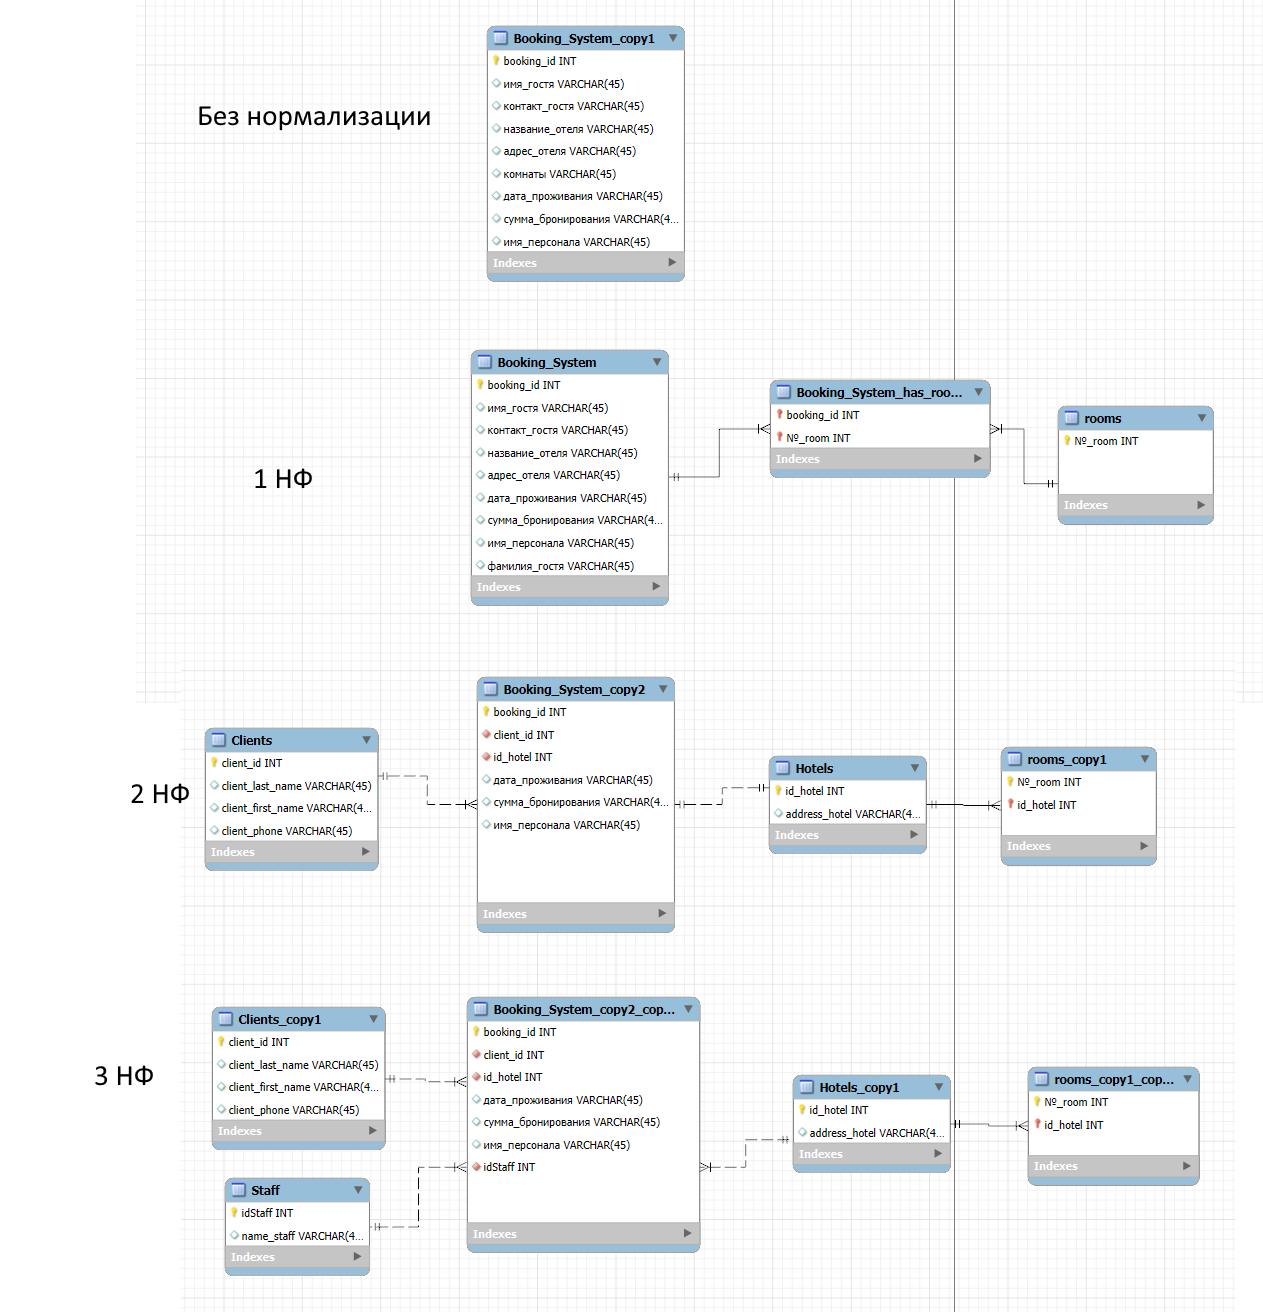 Booking_System_copy1
booking_id INT
имя_гостя VARCHAR(45)
контакт_гостя VARCHAR(45)
название_отеля VARCHAR(45)
адрес_отеля VARCHAR(45)
комнаты VARCHAR(45)
дата_проживания VARCHAR(45)
сумма_бронирования VARCHAR(4...
имя_персонала VARCHAR(45)
Indexes
Без нормализации
Booking_System
booking_id INT
имя_гостя VARCHAR(45)
контакт_гостя VARCHAR(45)
название_отеля VARCHAR(45)
адрес_отеля VARCHAR(45)
дата_проживания VARCHAR(45)
сумма_бронирования VARCHAR(4...
имя_персонала VARCHAR(45)
фамилия_гостя VARCHAR(45)
Indexes
Booking_System_has_roo...
booking_id INT
№_room INT
Indexes
rooms
№_room INT
Indexes
1 НФ
Booking_System_copy2
booking_id INT
client_id INT
id_hotel INT
дата_проживания VARCHAR(45)
сумма_бронирования VARCHAR(4...
имя_персонала VARCHAR(45)
Indexes
Clients
client_id INT
client_last_name VARCHAR(45)
client_first_name VARCHAR(4...
client_phone VARCHAR(45)
Indexes
Hotels
id_hotel INT
address_hotel VARCHAR(4...
Indexes
rooms_copy1
№_room INT
id_hotel INT
Indexes
2 НФ
Booking_System_copy2_cop...
booking_id INT
client_id INT
id_hotel INT
дата_проживания VARCHAR(45)
сумма_бронирования VARCHAR(45)
имя_персонала VARCHAR(45)
idStaff INT
Indexes
Clients_copy1
client_id INT
client_last_name VARCHAR(45)
client_first_name VARCHAR(4...
client_phone VARCHAR(45)
Indexes
3 НФ
Hotels_copy1
id_hotel INT
address_hotel VARCHAR(4...
Indexes
rooms_copy1_cop...
№_room INT
id_hotel INT
Indexes
Staff
idStaff INT
name_staff VARCHAR(4...
Indexes